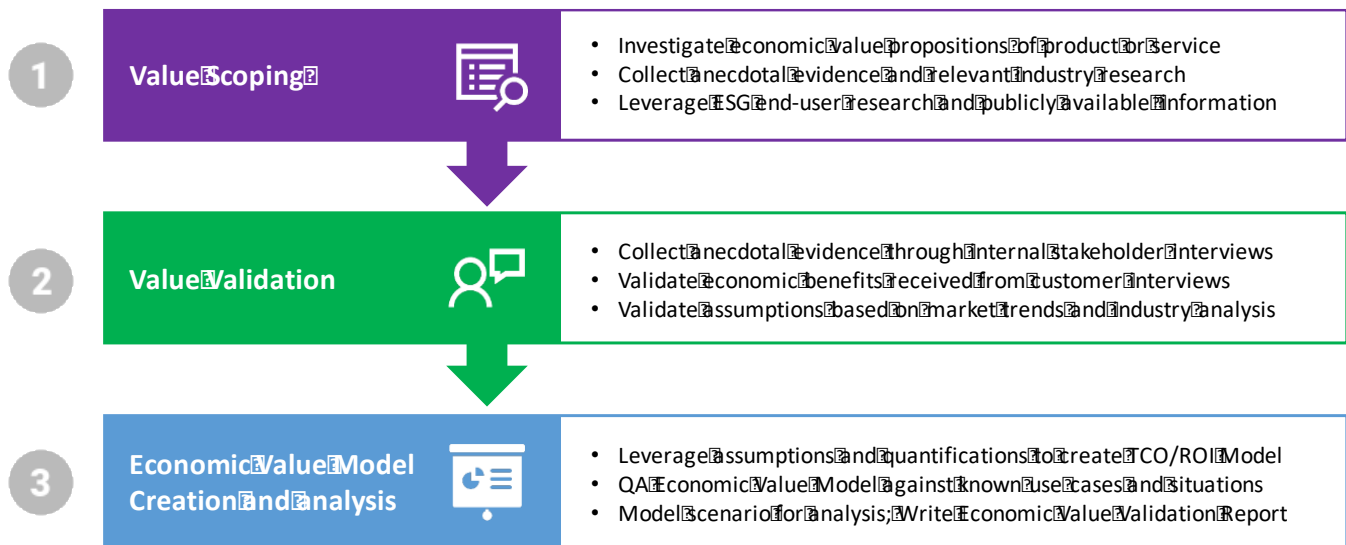 1
Value Scoping
• Investigate economic value propositions of product or service
• Collect anecdotal evidence and relevant industry research
• Leverage ESG end-user research and publicly available information
2
Value Validation
• Collect anecdotal evidence through internal stakeholder interviews
• Validate economic benefits received from customer interviews
• Validate assumptions based on market trends and industry analysis
3
Economic Value Model
Creation and analysis
• Leverage assumptions and quantifications to create TCO/ROI Model
• QA Economic Value Model against known use cases and situations
• Model scenario for analysis; Write Economic Value Validation Report